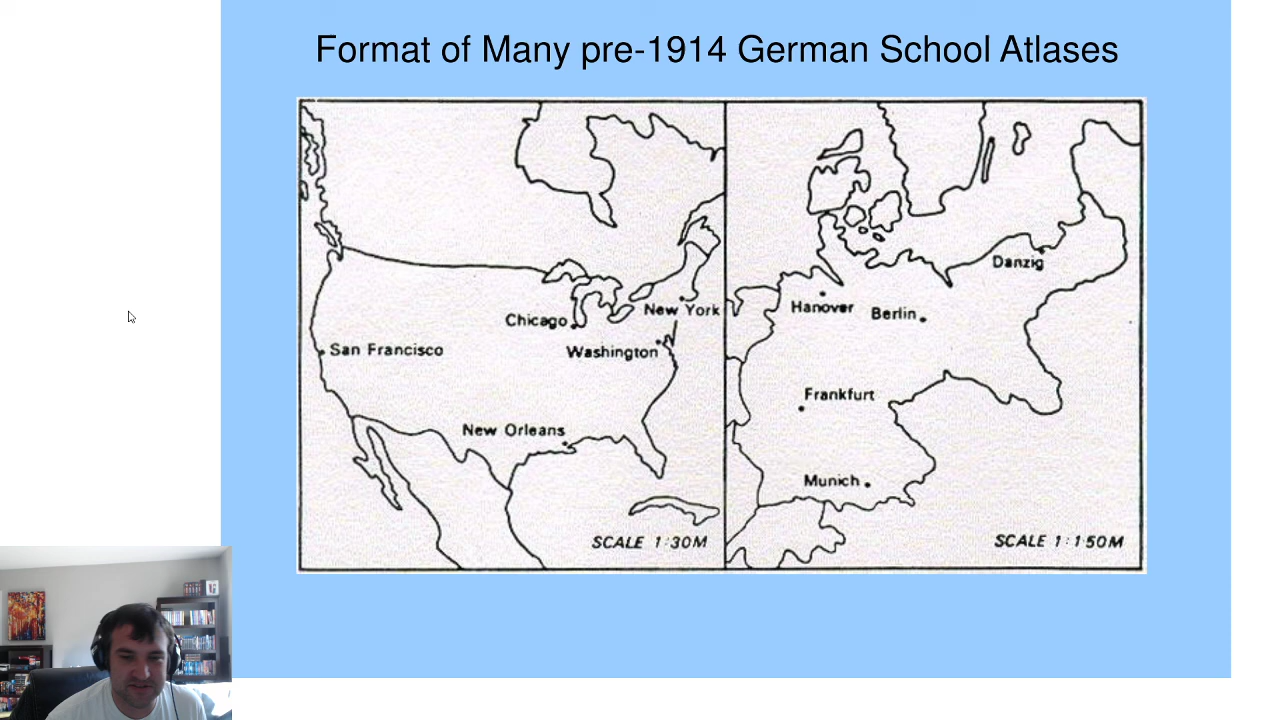 Format of Many pre-1914 German School Atlases
Chicago
New York
San Francisco
Washington
New Orleans
SCALE 1:30M
Danzig
Hanover
Berlin
Frankfurt
Munich
SCALE 1:1·50M